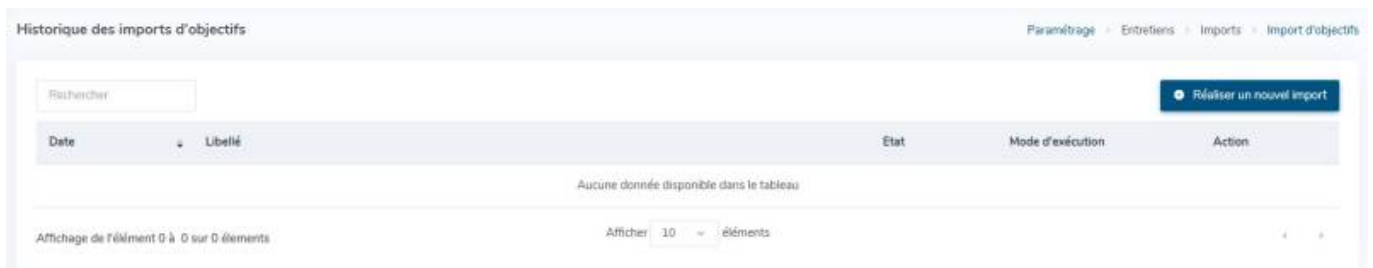 Historique des imports d'objectifs
Paramétrage > Entretiens > Imports > Import d'objectifs
Rechercher
Réaliser un nouvel import
Date Libellé Etat Mode d'exécution Action
Aucune donnée disponible dans le tableau
Affichage de l'élément 0 à 0 sur 0 élements
Afficher 10 éléments